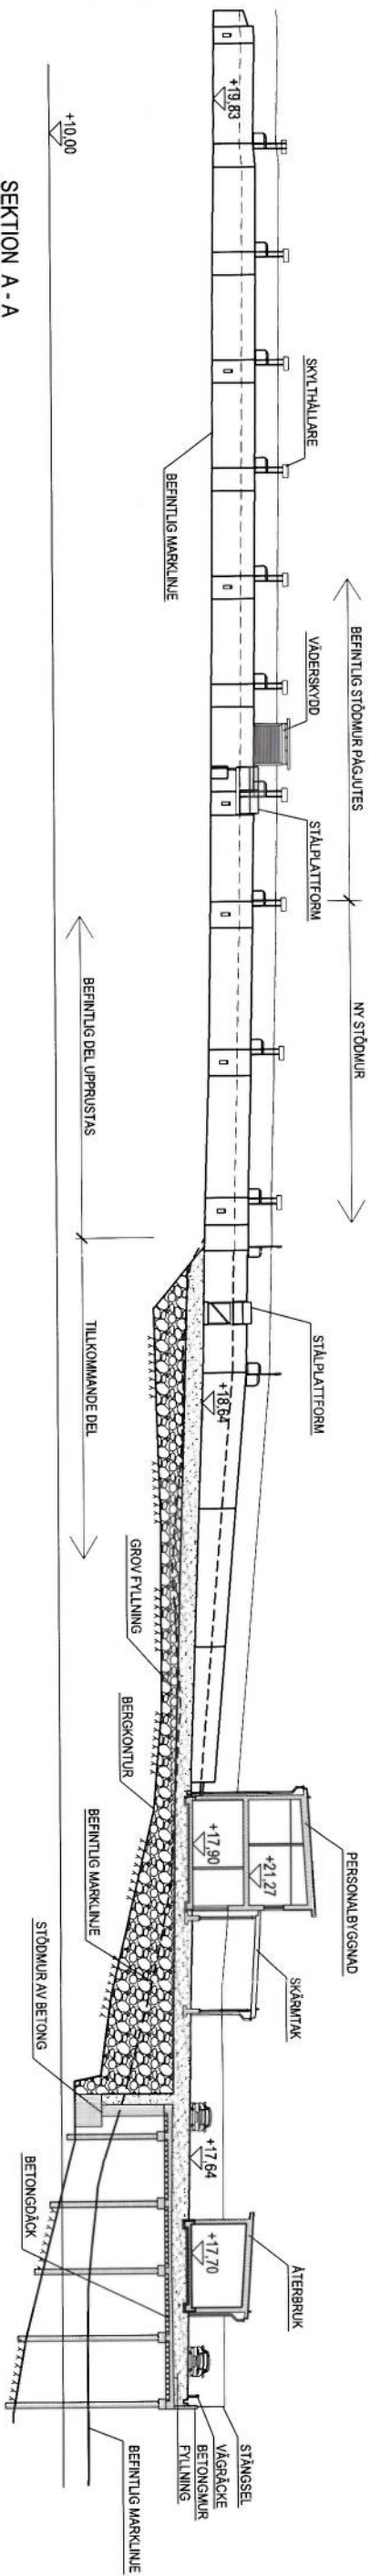 BEFINTLIG STÖDMUR PÅGJUTES
NY STÖDMUR
SKYLTHÅLLARE
VÄDERSKYDD
STÅLPLATTFORM
STÅLPLATTFORM
PERSONALBYGGNAD
SKÄRMTAK
ÅTERBRUK
STÄNGSEL
VÄGRÄCKE
BETONGMUR
FYLLNING
+19,83
+18.64
+21,27
+17,90
+17,64
+17,70
BEFINTLIG MARKLINJE
GROV FYLLNING
BERGKONTUR
BEFINTLIG MARKLINJE
STÖDMUR AV BETONG
BETONGDÄCK
BEFINTLIG MARKLINJE
BEFINTLIG DEL UPPRUSTAS
TILLKOMMANDE DEL
+10,00
SEKTION A - A